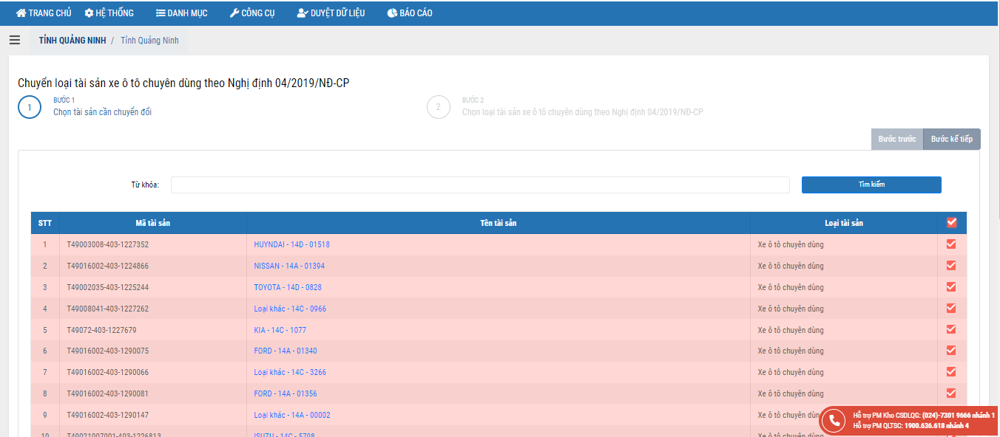 TRANG CHỦ HỆ THỐNG DANH MỤC CÔNG CỤ DUYỆT DỮ LIỆU BÁO CÁO
TỈNH QUẢNG NINH / Tỉnh Quảng Ninh
Chuyển loại tài sản xe ô tô chuyên dùng theo Nghị định 04/2019/NĐ-CP
1 BƯỚC 1
Chọn tài sản cần chuyển đổi
2 BƯỚC 2
Chọn loại tài sản xe ô tô chuyên dùng theo Nghị định 04/2019/NĐ-CP
Bước trước Bước kế tiếp
Từ khóa: Tìm kiếm
STT Mã tài sản Tên tài sản Loại tài sản
1 T49003008-403-1227352 HUYNDAI - 14D - 01518 Xe ô tô chuyên dùng
2 T49016002-403-1224866 NISSAN - 14A - 01394 Xe ô tô chuyên dùng
3 T49002035-403-1225244 TOYOTA - 14D - 0828 Xe ô tô chuyên dùng
4 T49008041-403-1227262 Loại khác - 14C - 0966 Xe ô tô chuyên dùng
5 T49072-403-1227679 KIA - 14C - 1077 Xe ô tô chuyên dùng
6 T49016002-403-1290075 FORD - 14A - 01340 Xe ô tô chuyên dùng
7 T49016002-403-1290066 Loại khác - 14C - 3266 Xe ô tô chuyên dùng
8 T49016002-403-1290081 FORD - 14A - 01356 Xe ô tô chuyên dùng
9 T49016002-403-1290147 Loại khác - 14A - 00002 Xe ô tô chuyên dùn
10 T49021007001-403-1226813 ISUZU - 14C - 5798 Xe ô tô chuyên dùng
Hỗ trợ PM Kho CSDLQG: (024)-7301 9666 nhánh 1
Hỗ trợ PM QLTSC: 1900.636.618 nhánh 4